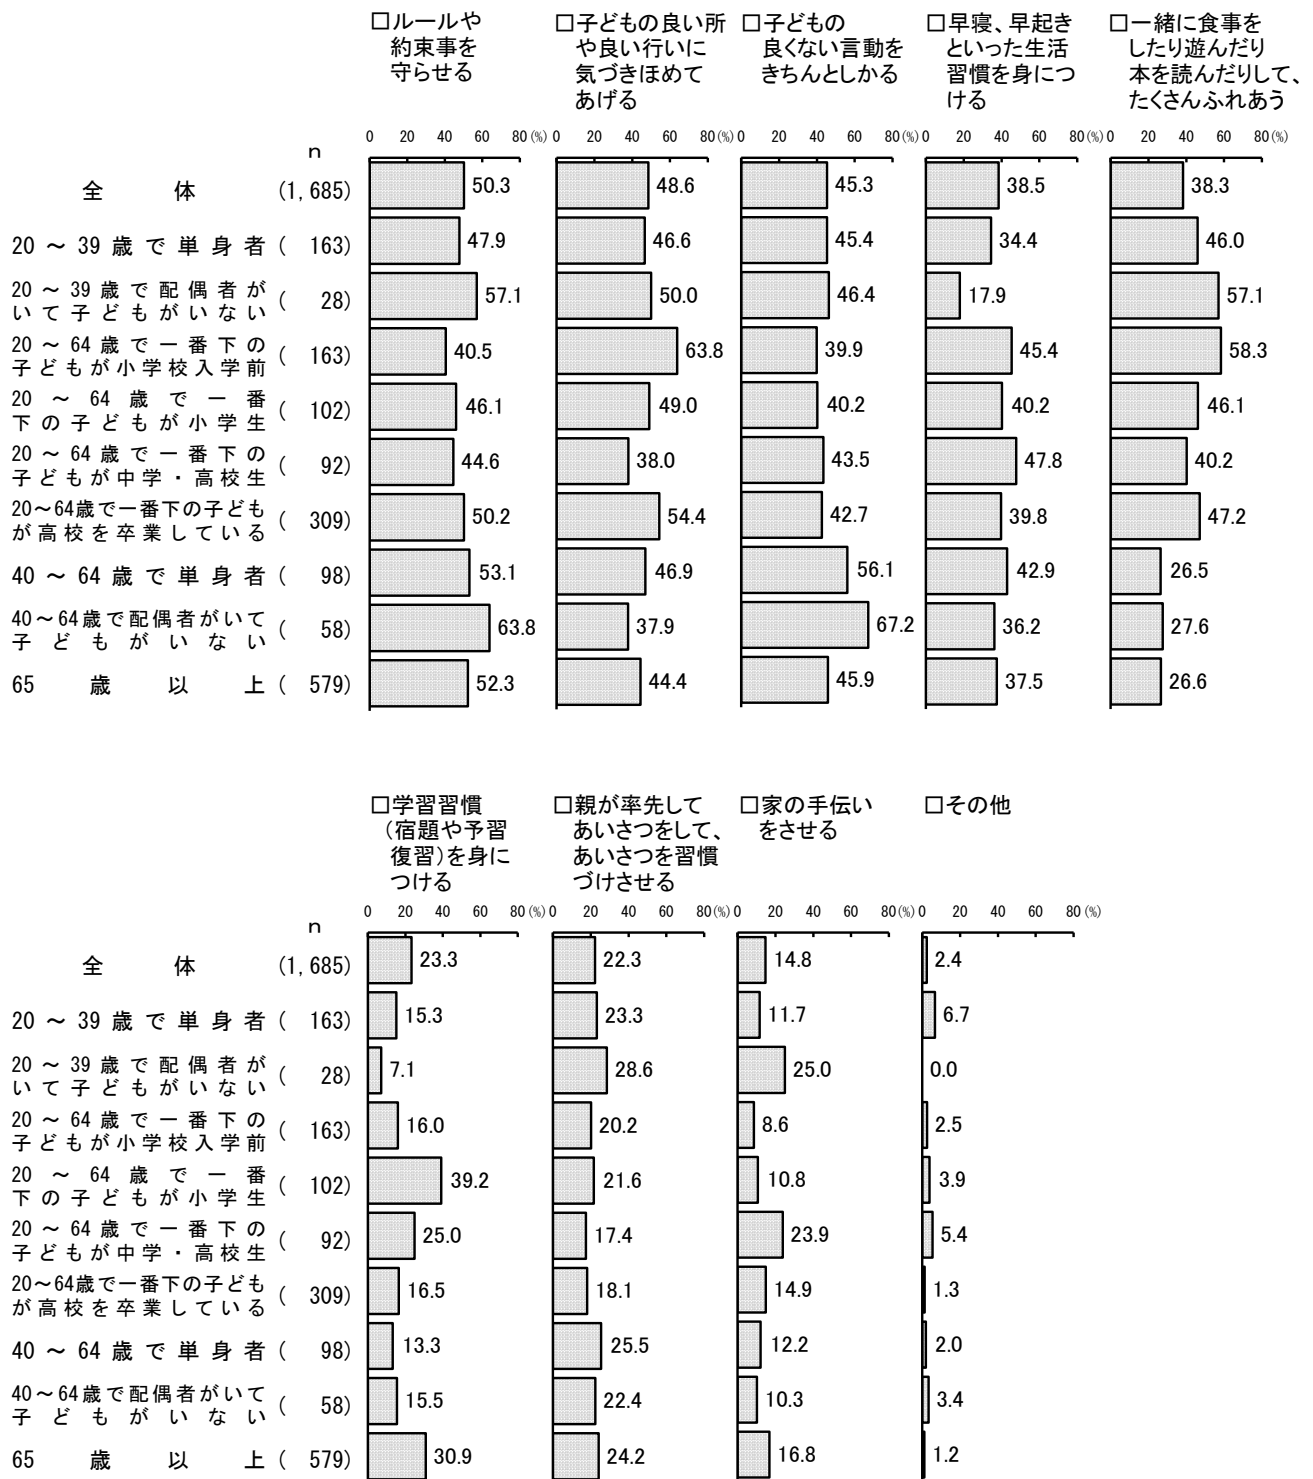 □ルールや
約束事を
守らせる
□子どもの良い所
や良い行いに
気づきほめて
あげる
□子どもの
良くない言動を
きちんとしかる
□早寝、早起き
といった生活
習慣を身につ
ける
□一緒に食事を
したり遊んだり
本を読んだりして、
たくさんふれあう
0 20 40 60 80(%) 0 20 40 60 80(%) 0 20 40 60 80(%) 0 20 40 60 80(%) 0 20 40 60 80(%)
n
全体 (1,685) 50.3 48.6 45.3 38.5 38.3
20～39歳で単身者( 163) 47.9 46.6 45.4 34.4 46.0
20～39歳で配偶者が
いて子どもがいない( 28) 57.1 50.0 46.4 17.9 57.1
20～64歳で一番下の
子どもが小学校入学前( 163) 40.5 63.8 39.9 45.4 58.3
20～64歳で一番
下の子どもが小学生( 102) 46.1 49.0 40.2 40.2 46.1
20～64歳で一番下の
子どもが中学・高校生( 92) 44.6 38.0 43.5 47.8 40.2
20～64歳で一番下の子ども
が高校を卒業している( 309) 50.2 54.4 42.7 39.8 47.2
40～64歳で単身者( 98) 53.1 46.9 56.1 42.9 26.5
40～64歳で配偶者がいて
子どもがいない( 58) 63.8 37.9 67.2 36.2 27.6
65歳以上( 579) 52.3 44.4 45.9 37.5 26.6
□学習習慣
（宿題や予習
復習）を身に
つける
□親が率先して
あいさつをして、
あいさつを習慣
づけさせる
□家の手伝い
をさせる
□その他
0 20 40 60 80(%) 0 20 40 60 80(%) 0 20 40 60 80(%) 0 20 40 60 80(%)
n
全体 (1,685) 23.3 22.3 14.8 2.4
20～39歳で単身者( 163) 15.3 23.3 11.7 6.7
20～39歳で配偶者が
いて子どもがいない( 28) 7.1 28.6 25.0 0.0
20～64歳で一番下の
子どもが小学校入学前( 163) 16.0 20.2 8.6 2.5
20～64歳で一番
下の子どもが小学生( 102) 39.2 21.6 10.8 3.9
20～64歳で一番下の
子どもが中学・高校生( 92) 25.0 17.4 23.9 5.4
20～64歳で一番下の子ども
が高校を卒業している( 309) 16.5 18.1 14.9 1.3
40～64歳で単身者( 98) 13.3 25.5 12.2 2.0
40～64歳で配偶者がいて
子どもがいない( 58) 15.5 22.4 10.3 3.4
65歳以上( 579) 30.9 24.2 16.8 1.2